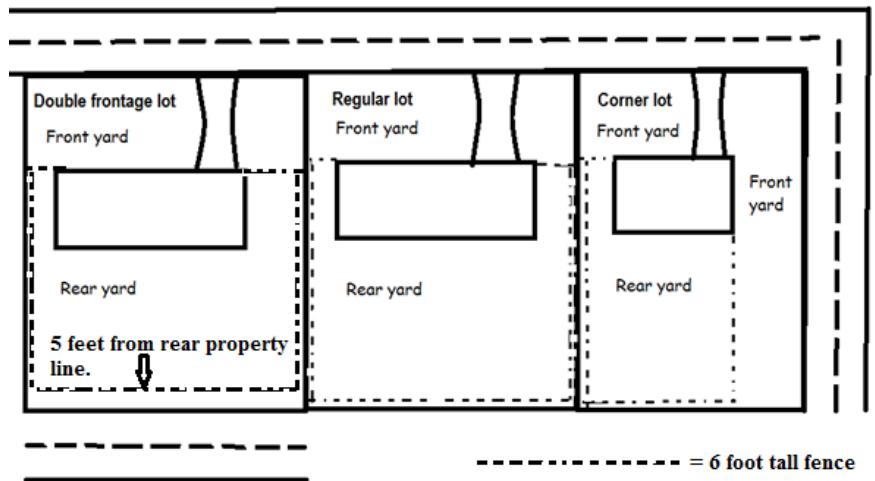 Double frontage lot
Front yard
Regular lot
Front yard
Corner lot
Front yard
Front
yard
Rear yard
Rear yard
Rear yard
5 feet from rear property
line.
= 6 foot tall fence